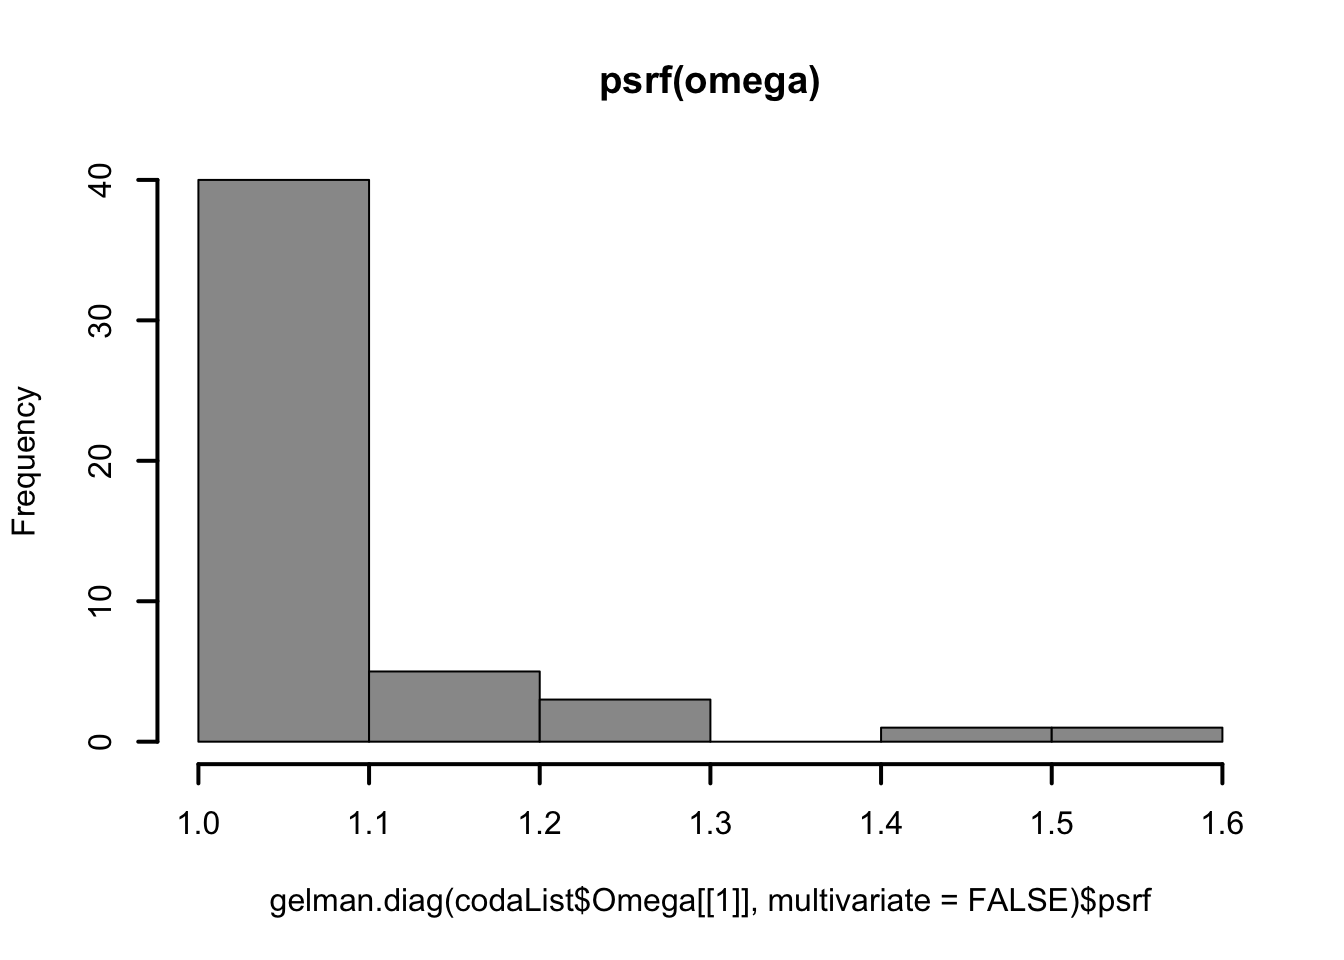 psrf(omega)
40
30
20
10
0
Frequency
1.0 1.1 1.2 1.3 1.4 1.5 1.6
gelman.diag(codaList$Omega[[1]], multivariate = FALSE)$psrf